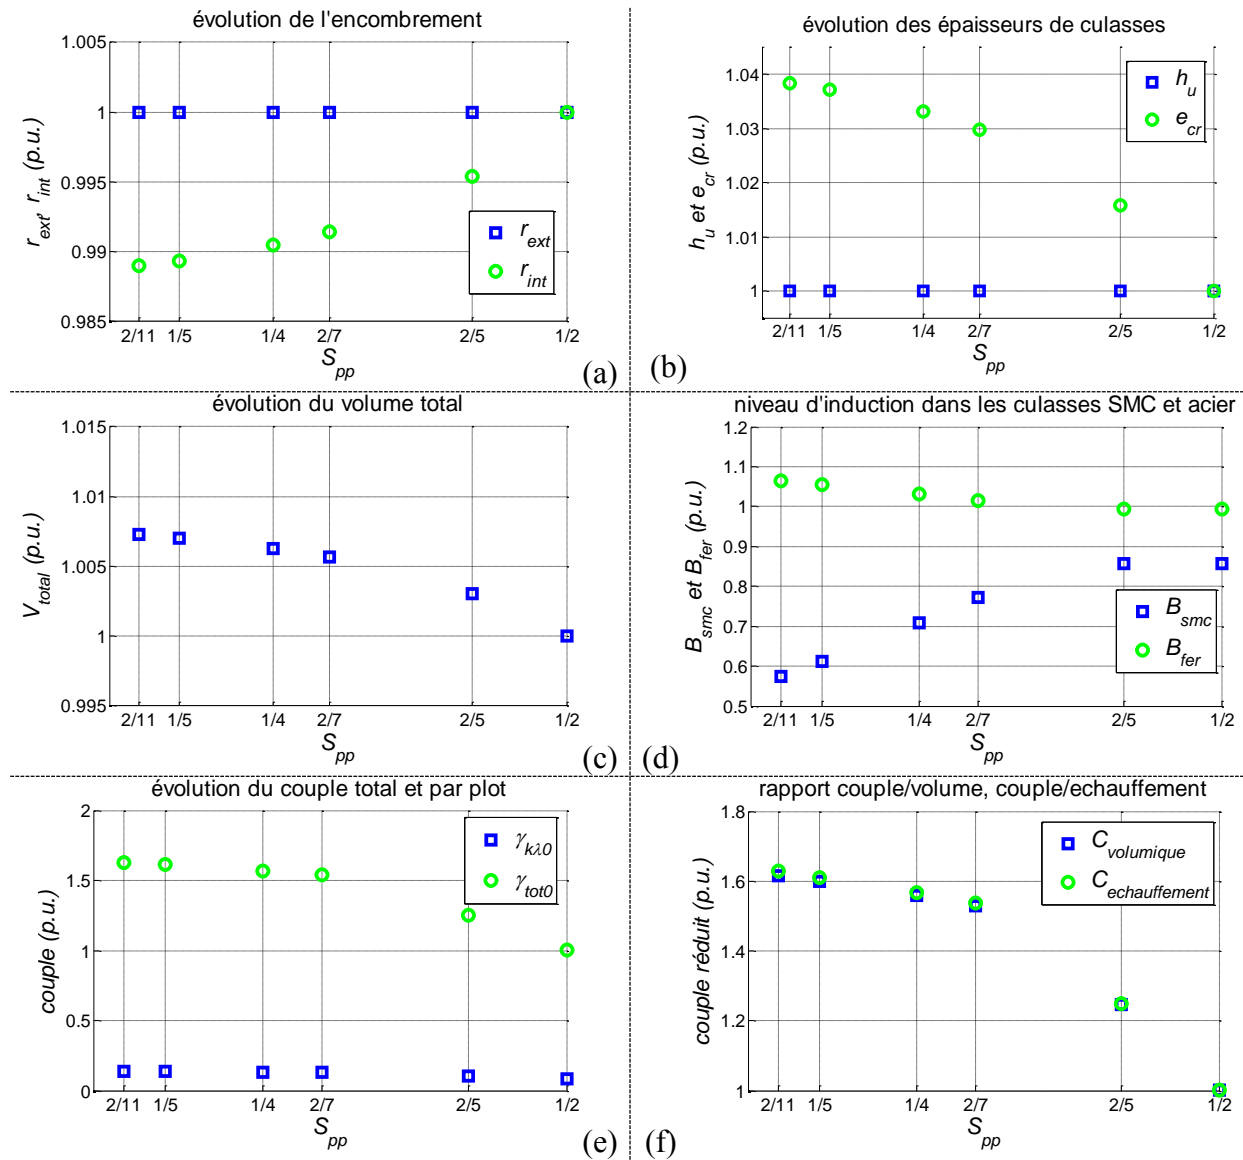 évolution de l'encombrement
1.005
1
0.995
0.99
0.985
r_ext, r_int (p.u.)
r_ext
r_int
2/11 1/5 1/4 2/7 2/5 1/2
S_pp
(a)
évolution des épaisseurs de culasses
1.04
1.03
1.02
1.01
1
h_u et e_cr (p.u.)
h_u
e_cr
2/11 1/5 1/4 2/7 2/5 1/2
S_pp
(b)
évolution du volume total
1.015
1.01
1.005
1
0.995
V_total (p.u.)
2/11 1/5 1/4 2/7 2/5 1/2
S_pp
(c)
niveau d'induction dans les culasses SMC et acier
1.2
1.1
1
0.9
0.8
0.7
0.6
0.5
B_smc et B_fer (p.u.)
B_smc
B_fer
2/11 1/5 1/4 2/7 2/5 1/2
S_pp
(d)
évolution du couple total et par plot
2
1.5
1
0.5
0
couple (p.u.)
γ_kλ0
γ_tot0
2/11 1/5 1/4 2/7 2/5 1/2
S_pp
(e)
rapport couple/volume, couple/echauffement
1.8
1.6
1.4
1.2
1
couple réduit (p.u.)
C_volumique
C_echauffement
2/11 1/5 1/4 2/7 2/5 1/2
S_pp
(f)